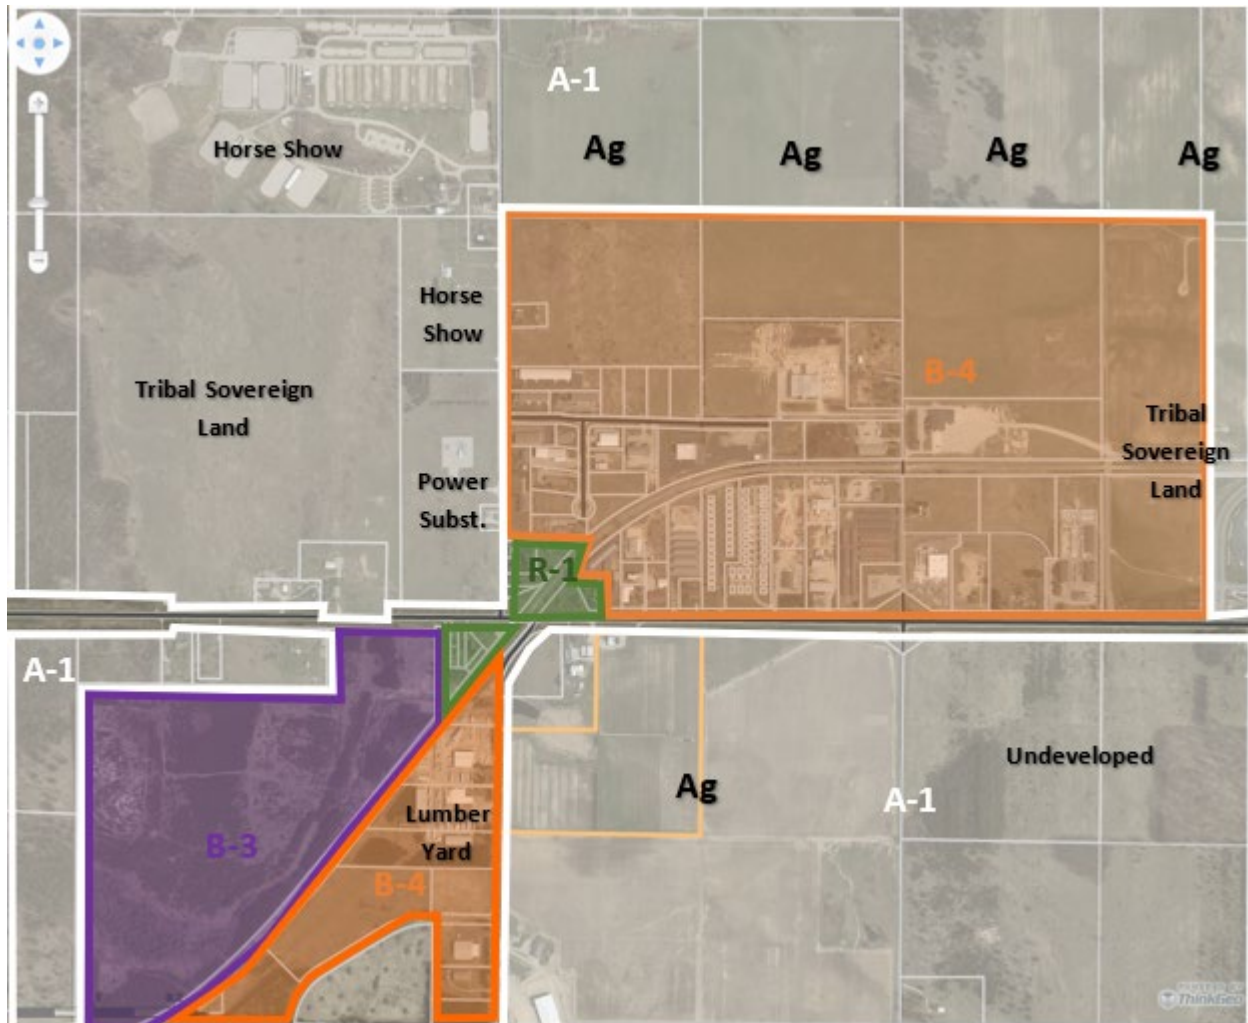 A-1
Ag
Ag
Ag
Ag
Horse Show
Horse
Show
Tribal Sovereign
Land
B-4
Tribal
Sovereign
Land
Power
Subst.
R-1
A-1
Undeveloped
Ag
A-1
Lumber
Yard
B-3
B-4
ThinkGeo